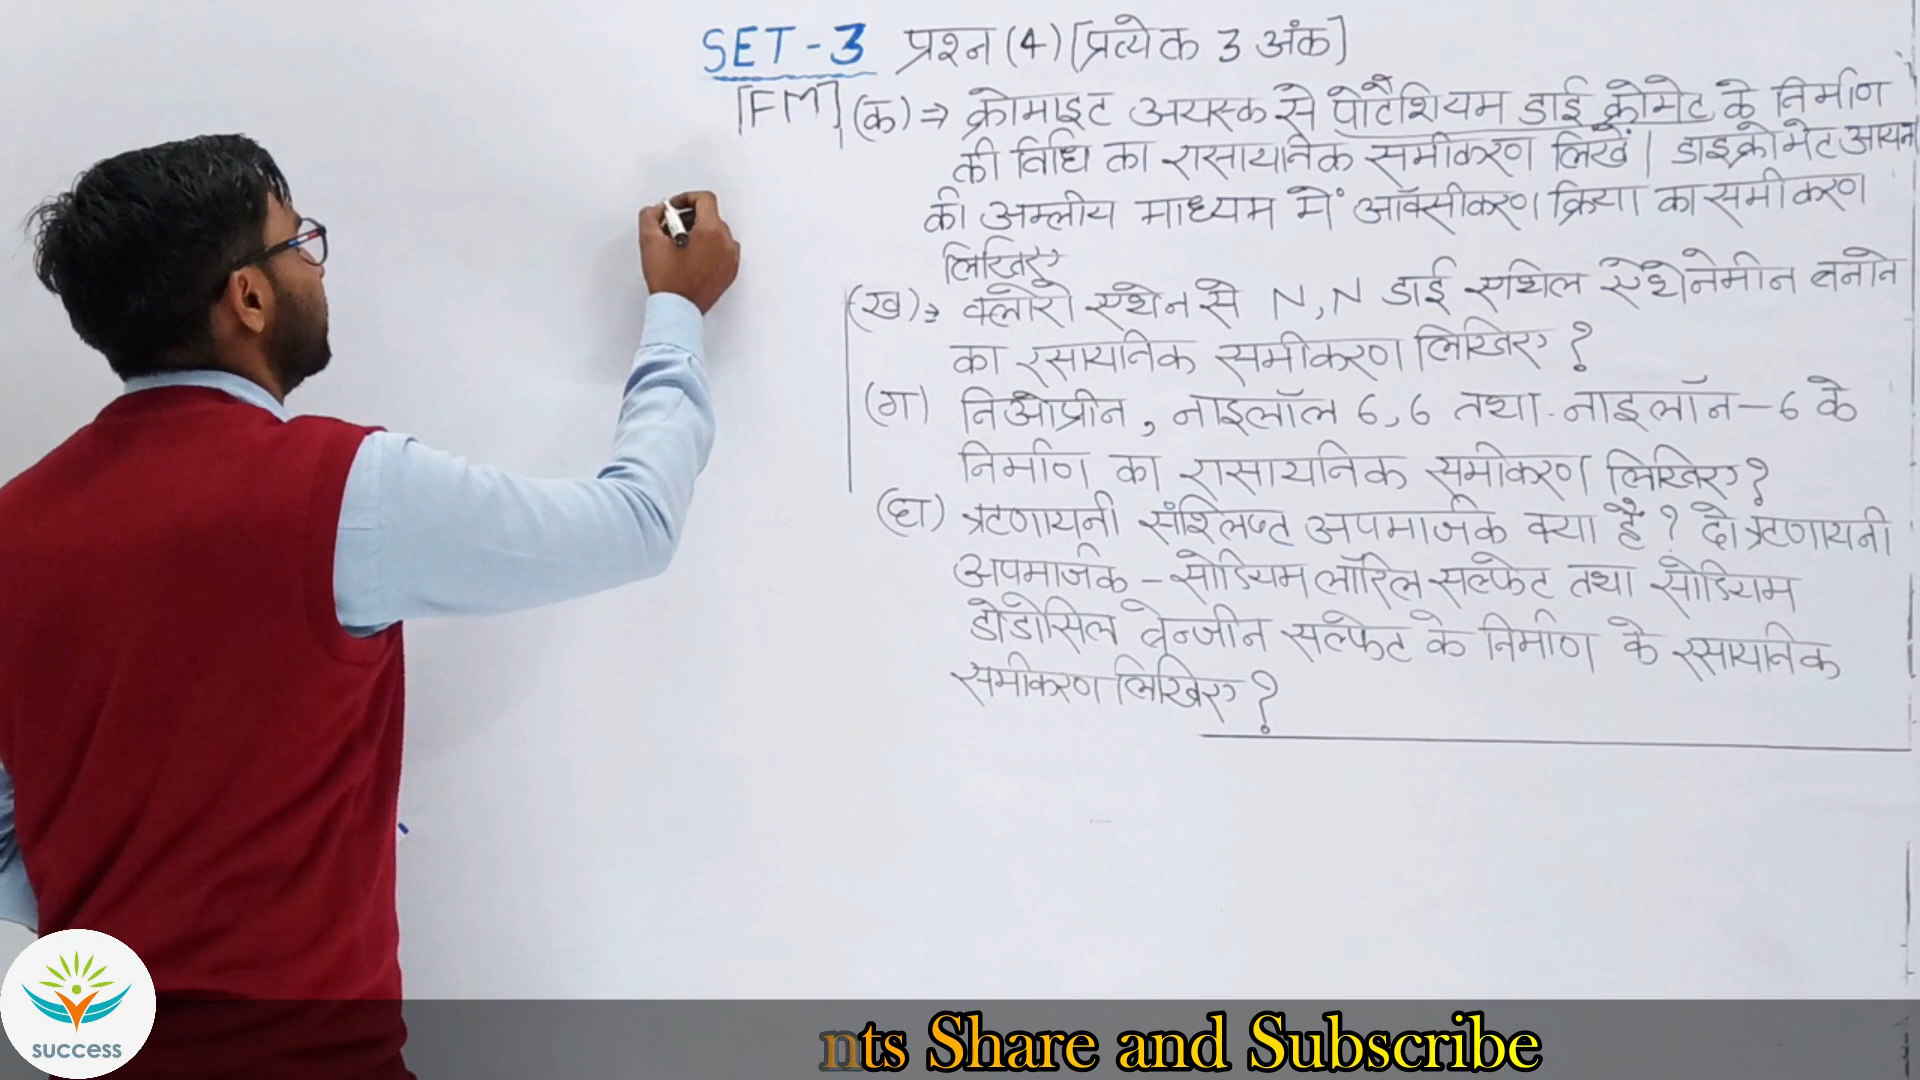 SET-3 प्रश्न (4) [प्रत्येक 3 अंक]
[FM] (क) ⇒ क्रोमाइट अयस्क से पोटैशियम डाई क्रोमेट के निर्माण
की विधि का रासायनिक समीकरण लिखें। डाइक्रोमेट आयन
की अम्लीय माध्यम में ऑक्सीकरण क्रिया का समीकरण
लिखिए
(ख) ⇒ क्लोरो एथेन से N,N डाई एथिल ऐथेनेमीन बनाने
का रसायनिक समीकरण लिखिए ?
(ग) निओप्रीन, नाइलॉल 6,6 तथा नाइलॉन-6 के
निर्माण का रासायनिक समीकरण लिखिए ?
(घ) ऋणायनी संश्लिष्ट अपमार्जक क्या है ? दो ऋणायनी
अपमार्जक - सोडियम लॉरिल सल्फेट तथा सोडियम
डोडोसिल बेन्जीन सल्फेट के निर्माण के रसायनिक
समीकरण लिखिए ?
success
nts Share and Subscribe